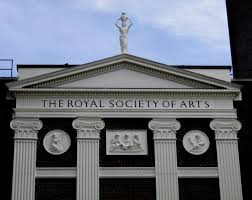 THE ROYAL SOCIETY OF ARTS